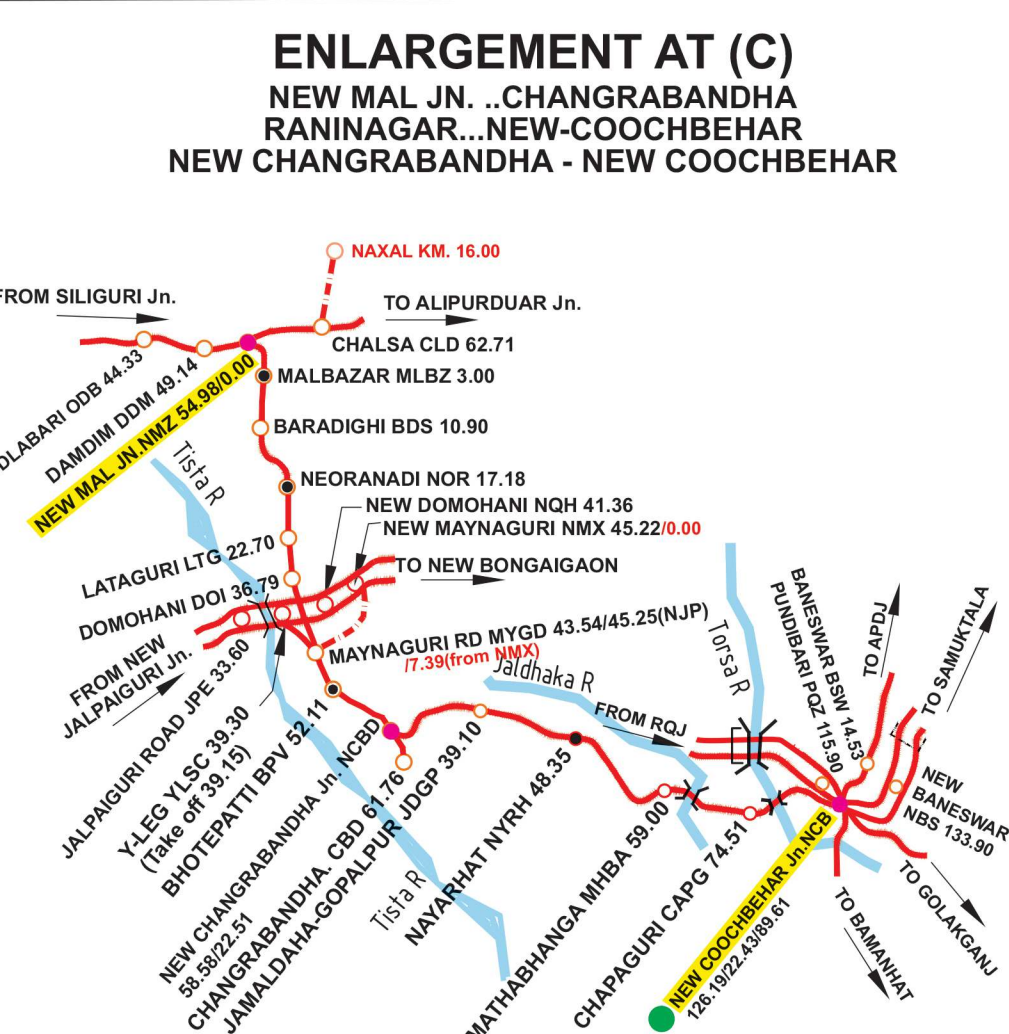 ENLARGEMENT AT (C)
NEW MAL JN. ..CHANGRABANDHA
RANINAGAR...NEW-COOCHBEHAR
NEW CHANGRABANDHA - NEW COOCHBEHAR
NAXAL KM. 16.00
FROM SILIGURI Jn.
TO ALIPURDUAR Jn.
CHALSA CLD 62.71
DLABARI ODB 44.33
DAMDIM DDM 49.14
NEW MAL JN.NMZ 54.98/0.00
MALBAZAR MLBZ 3.00
BARADIGHI BDS 10.90
Tista R
NEORANADI NOR 17.18
NEW DOMOHANI NQH 41.36
NEW MAYNAGURI NMX 45.22/0.00
LATAGURI LTG 22.70
TO NEW BONGAIGAON
DOMOHANI DOI 36.79
MAYNAGURI RD MYGD 43.54/45.25(NJP)
/7.39(from NMX)
FROM NEW
JALPAIGURI Jn.
JALPAIGURI ROAD JPE 33.60
Y-LEG YLSC 39.30
(Take off 39.15)
BHOTEPATTI BPV 52.11
NEW CHANGRABANDHA Jn. NCBD
58.58/22.51
CHANGRABANDHA. CBD 61.76
JAMALDAHA-GOPALPUR JDGP 39.10
Tista R
NAYARHAT NYRH 48.35
Jaldhaka R
FROM RQJ
Torsa R
MATHABHANGA MHBA 59.00
CHAPAGURI CAPG 74.51
BANESWAR BSW 14.53
PUNDIBARI PQZ 115.90
TO APDJ
TO SAMUKTALA
NEW
BANESWAR
NBS 133.90
NEW COOCHBEHAR Jn.NCB
126.19/22.43/89.61
TO GOLAKGANJ
TO BAMANHAT